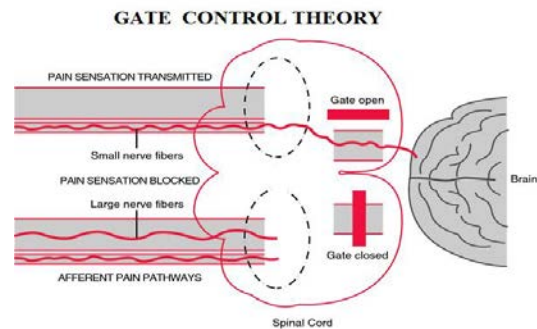 GATE CONTROL THEORY
PAIN SENSATION TRANSMITTED
Gate open
Small nerve fibers
PAIN SENSATION BLOCKED
Brain
Large nerve fibers
Gate closed
AFFERENT PAIN PATHWAYS
Spinal Cord